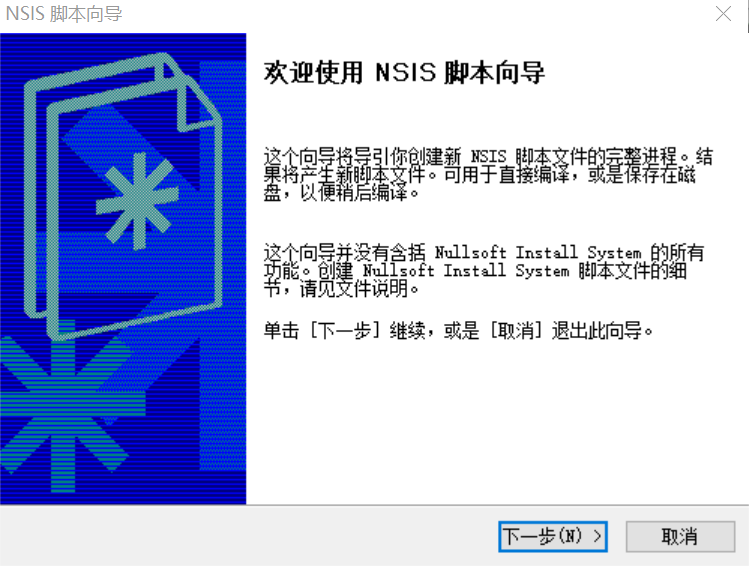 NSIS 脚本向导
欢迎使用 NSIS 脚本向导
这个向导将导引你创建新 NSIS 脚本文件的完整进程。结
果将产生新脚本文件。可用于直接编译，或是保存在磁
盘，以便稍后编译。
这个向导并没有含括 Nullsoft Install System 的所有
功能。创建 Nullsoft Install System 脚本文件的细
节，请见文件说明。
单击 [下一步] 继续，或是 [取消] 退出此向导。
下一步(N) >
取消